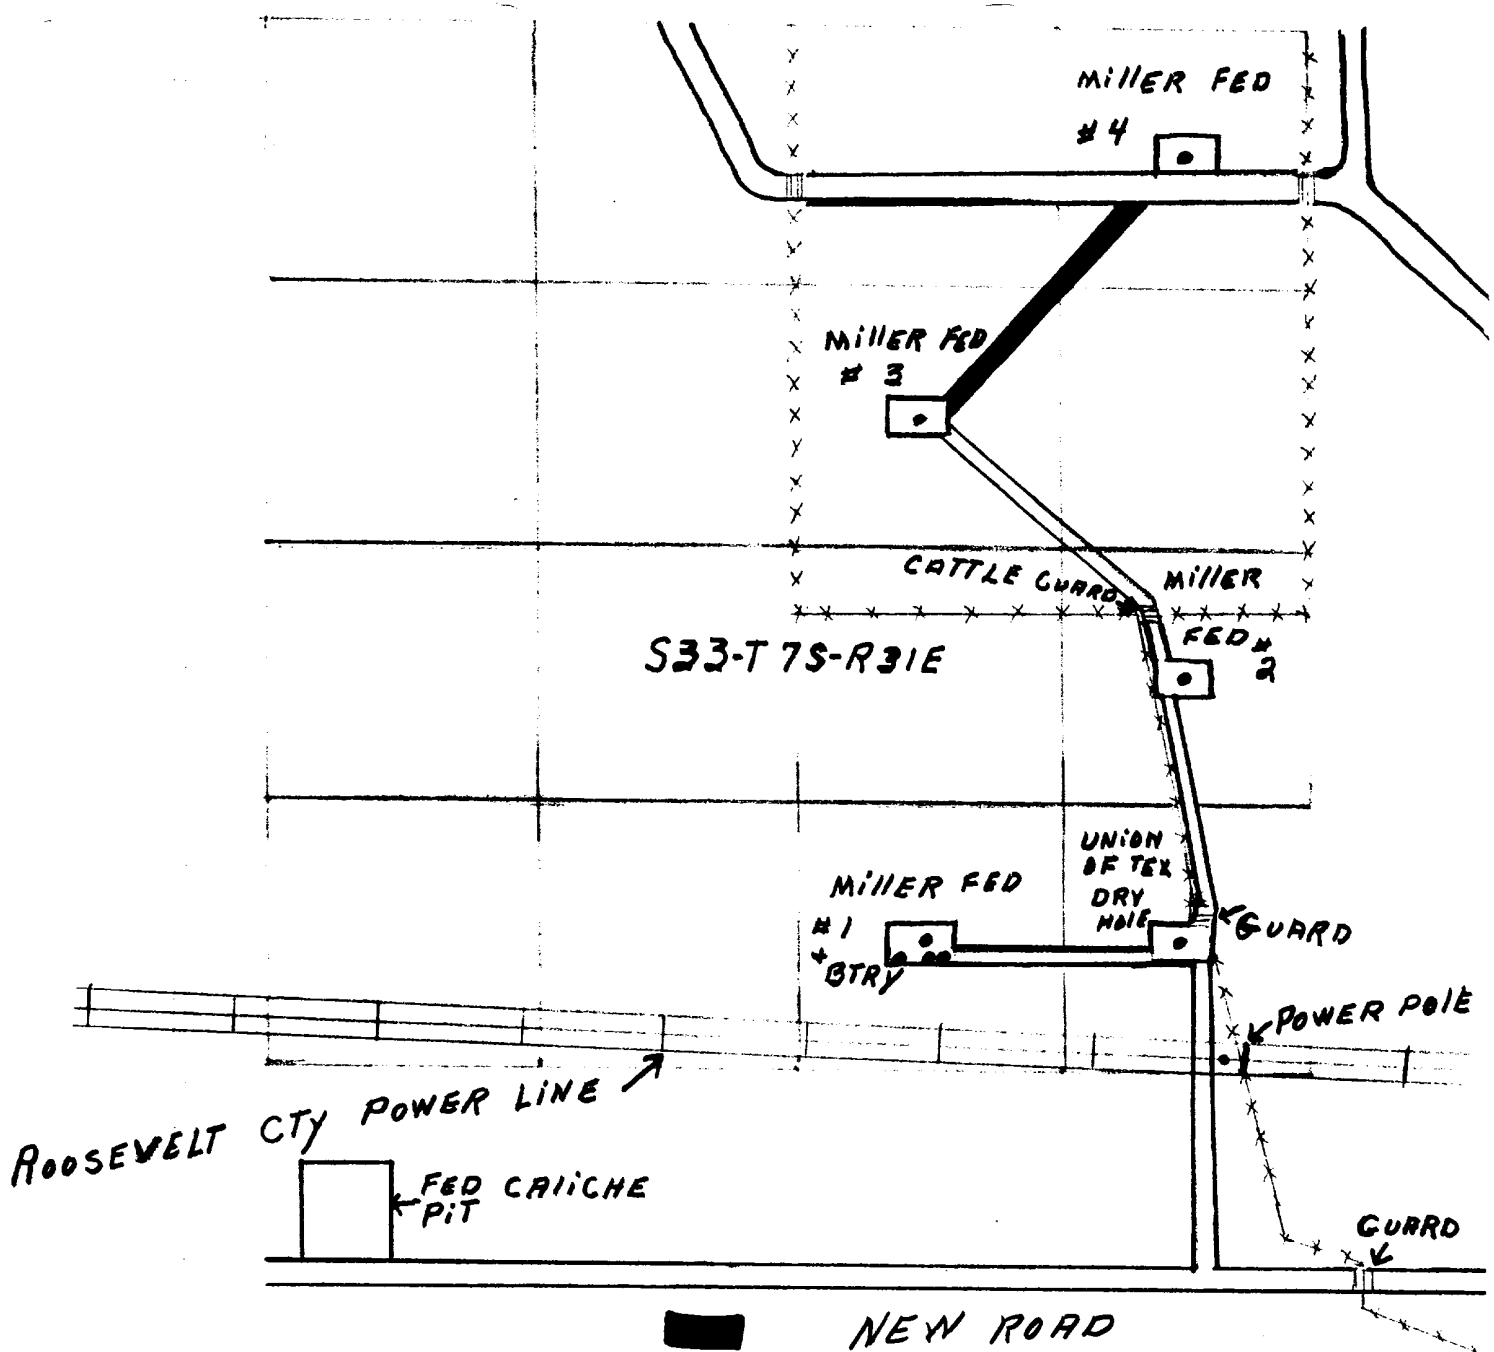 MillER FED
# 4
MillER FED
# 3
CATTLE GUARD
MillER
FED #
2
S33-T 7S-R31E
UNiON
OF TEX
DRY
HOlE
MillER FED
#1
+
BTRY
GUARD
POWER POlE
ROOSEVELT CTY POWER LiNE
FED CAliCHE
PiT
GUARD
NEW ROAD